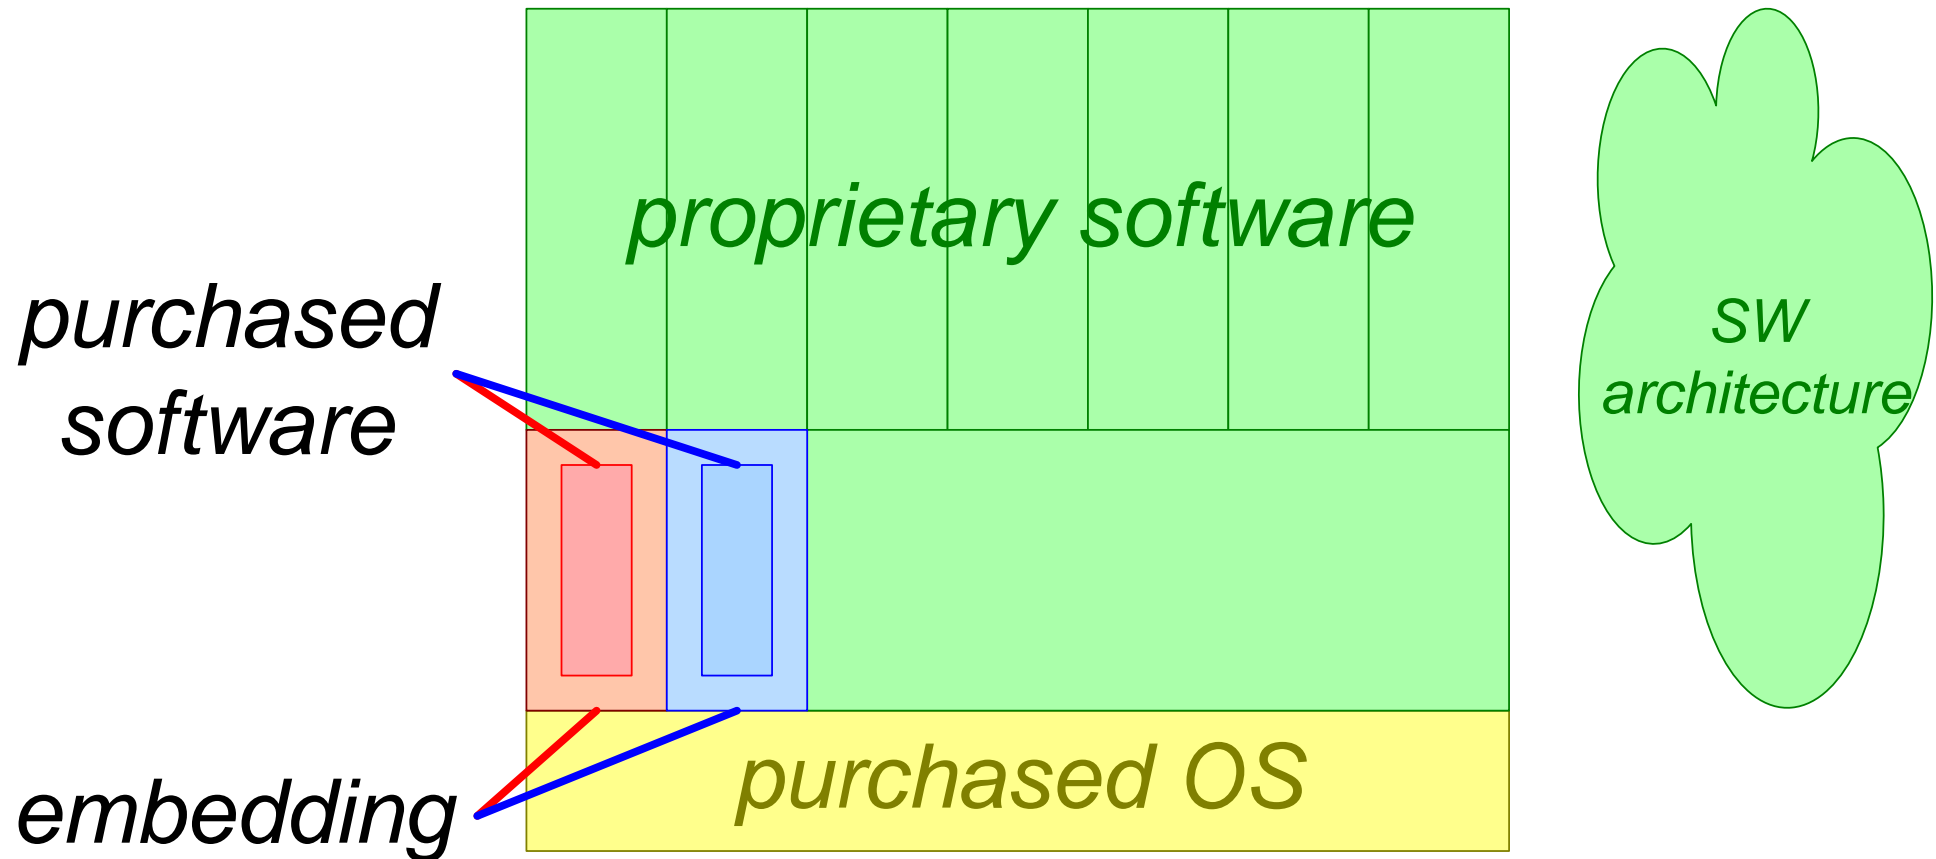 proprietary software
purchased
software
SW
architecture
purchased OS
embedding